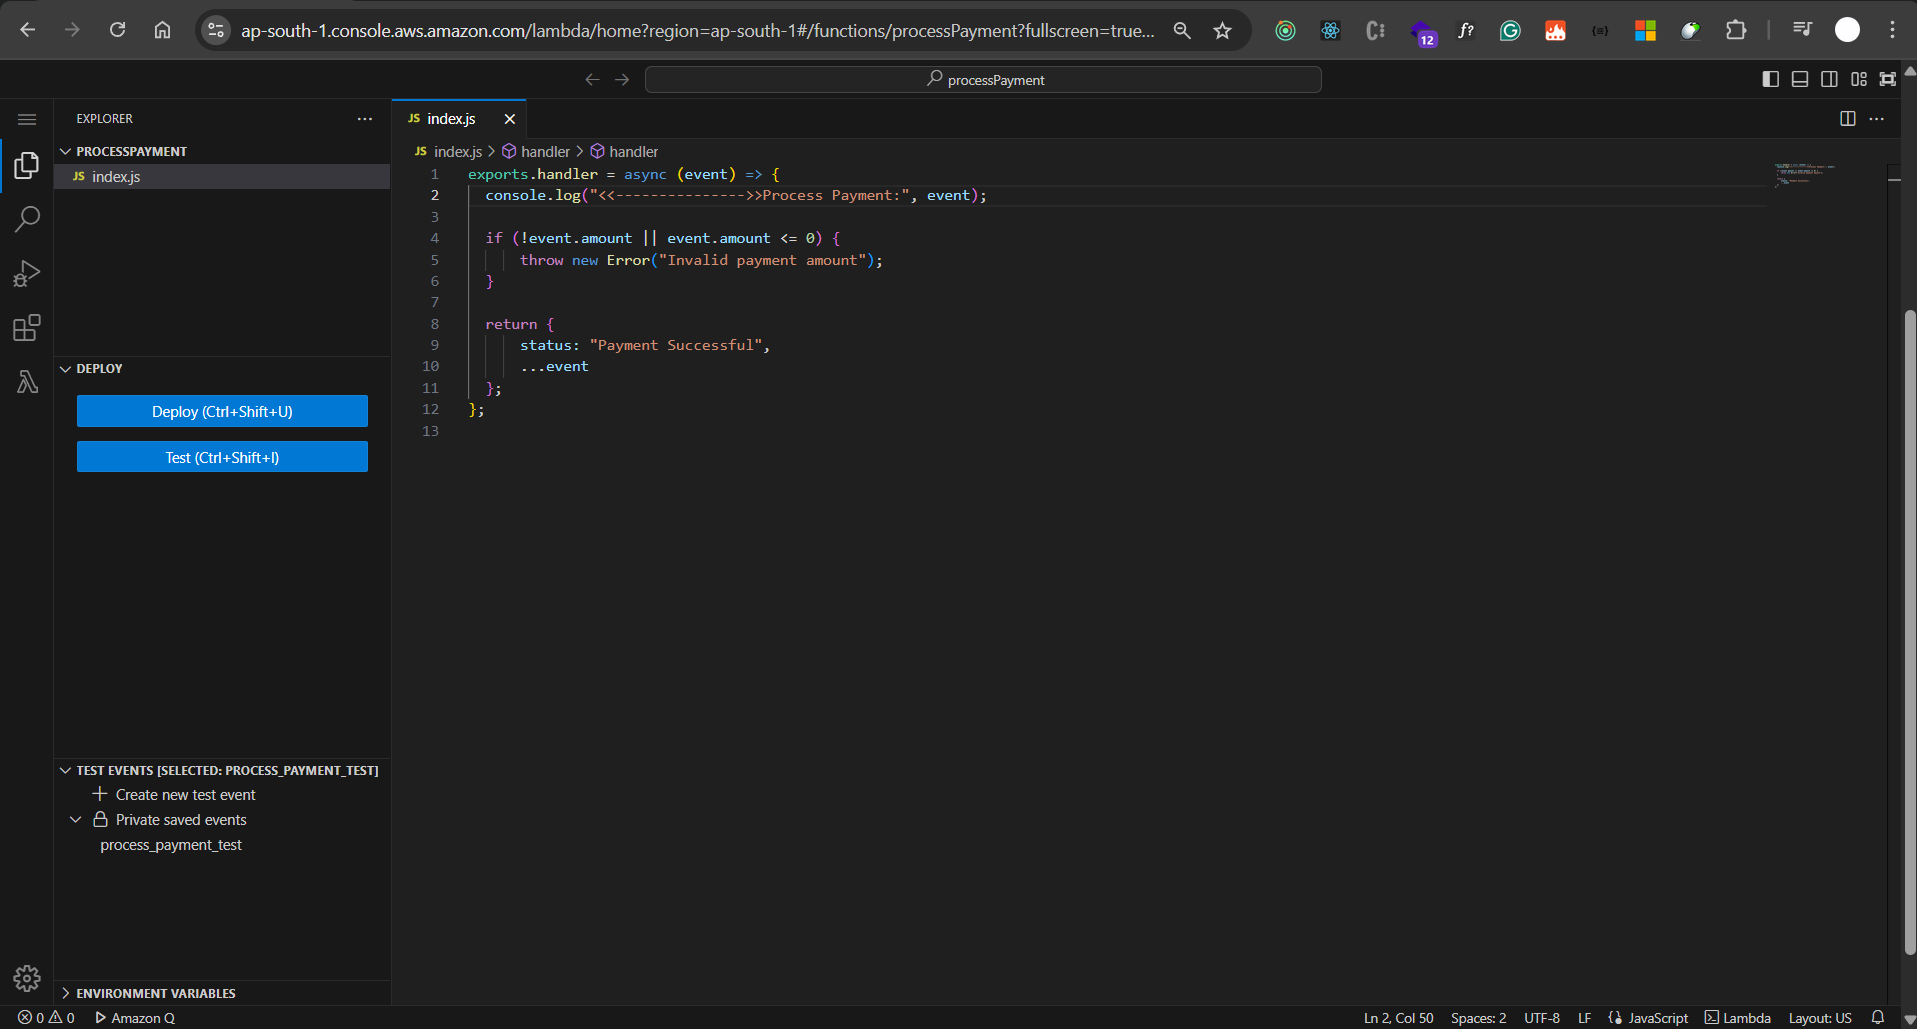 ap-south-1.console.aws.amazon.com/lambda/home?region=ap-south-1#/functions/processPayment?fullscreen=true...
f?
12
processPayment
EXPLORER
PROCESSPAYMENT
JS index.js
DEPLOY
Deploy (Ctrl+Shift+U)
Test (Ctrl+Shift+I)
TEST EVENTS [SELECTED: PROCESS_PAYMENT_TEST]
Create new test event
Private saved events
process_payment_test
ENVIRONMENT VARIABLES
JS index.js
JS index.js > handler > handler
1 exports.handler = async (event) => {
2 console.log("<<--------------->>Process Payment:", event);
3
4 if (!event.amount || event.amount <= 0) {
5 throw new Error("Invalid payment amount");
6 }
7
8 return {
9 status: "Payment Successful",
10 ...event
11 };
12 };
13
0 0 Amazon Q
Ln 2, Col 50 Spaces: 2 UTF-8 LF JavaScript Lambda Layout: US